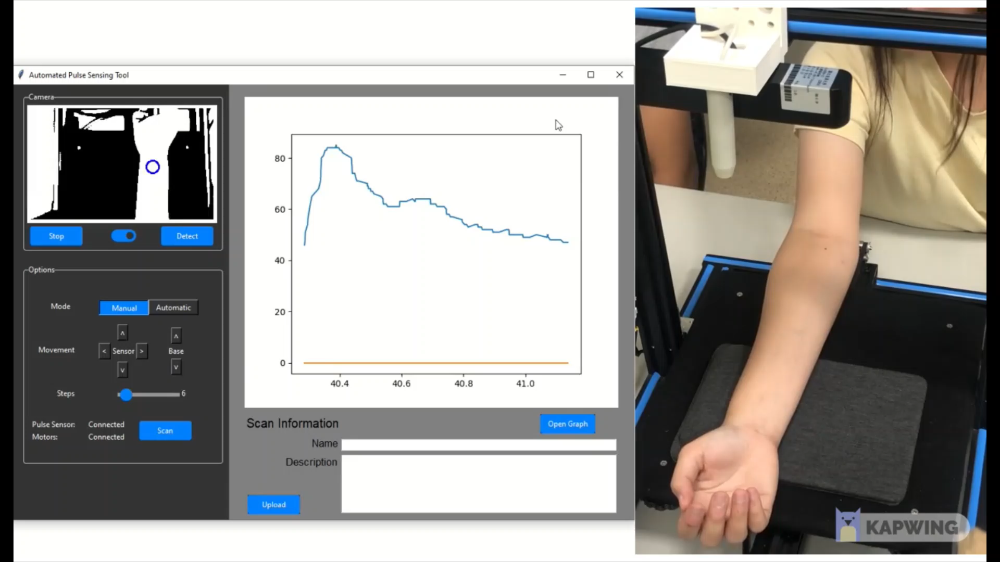 Automated Pulse Sensing Tool
Camera
Stop
Detect
Options
Mode
Manual
Automatic
Movement
^
< Sensor >
v
^
Base
v
Steps
6
Pulse Sensor: Connected
Motors: Connected
Scan
80
60
40
20
0
40.4 40.6 40.8 41.0
Scan Information
Open Graph
Name
Description
Upload
KAPWING